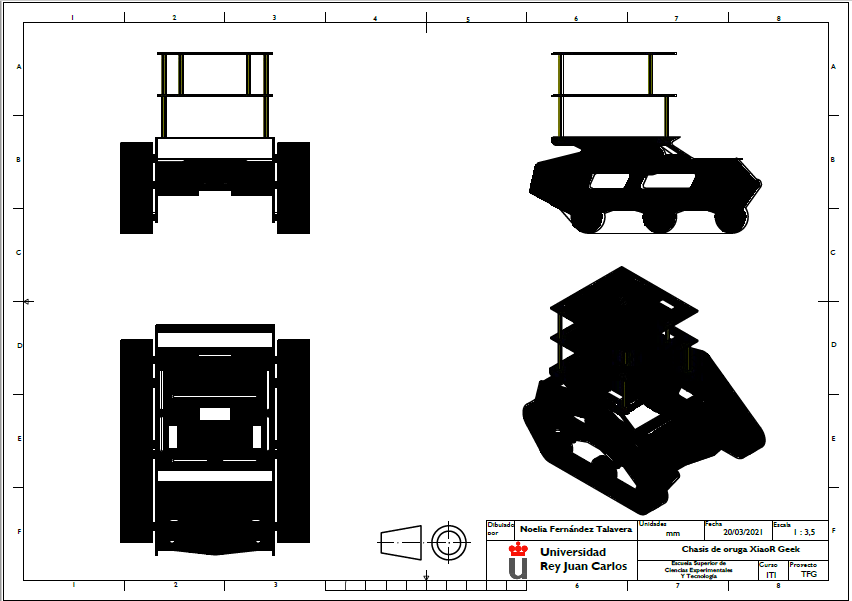 1 2 3 4 5 6 7 8
A A
B B
C C
D D
E E
F F
Dibujado
por
Noelia Fernández Talavera
Unidades
mm
Fecha
20/03/2021
Escala
1 : 3,5
u
Universidad
Rey Juan Carlos
Chasis de oruga XiaoR Geek
Escuela Superior de
Ciencias Experimentales
Y Tecnología
Curso
ITI
Proyecto
TFG
1 2 3 6 7 8